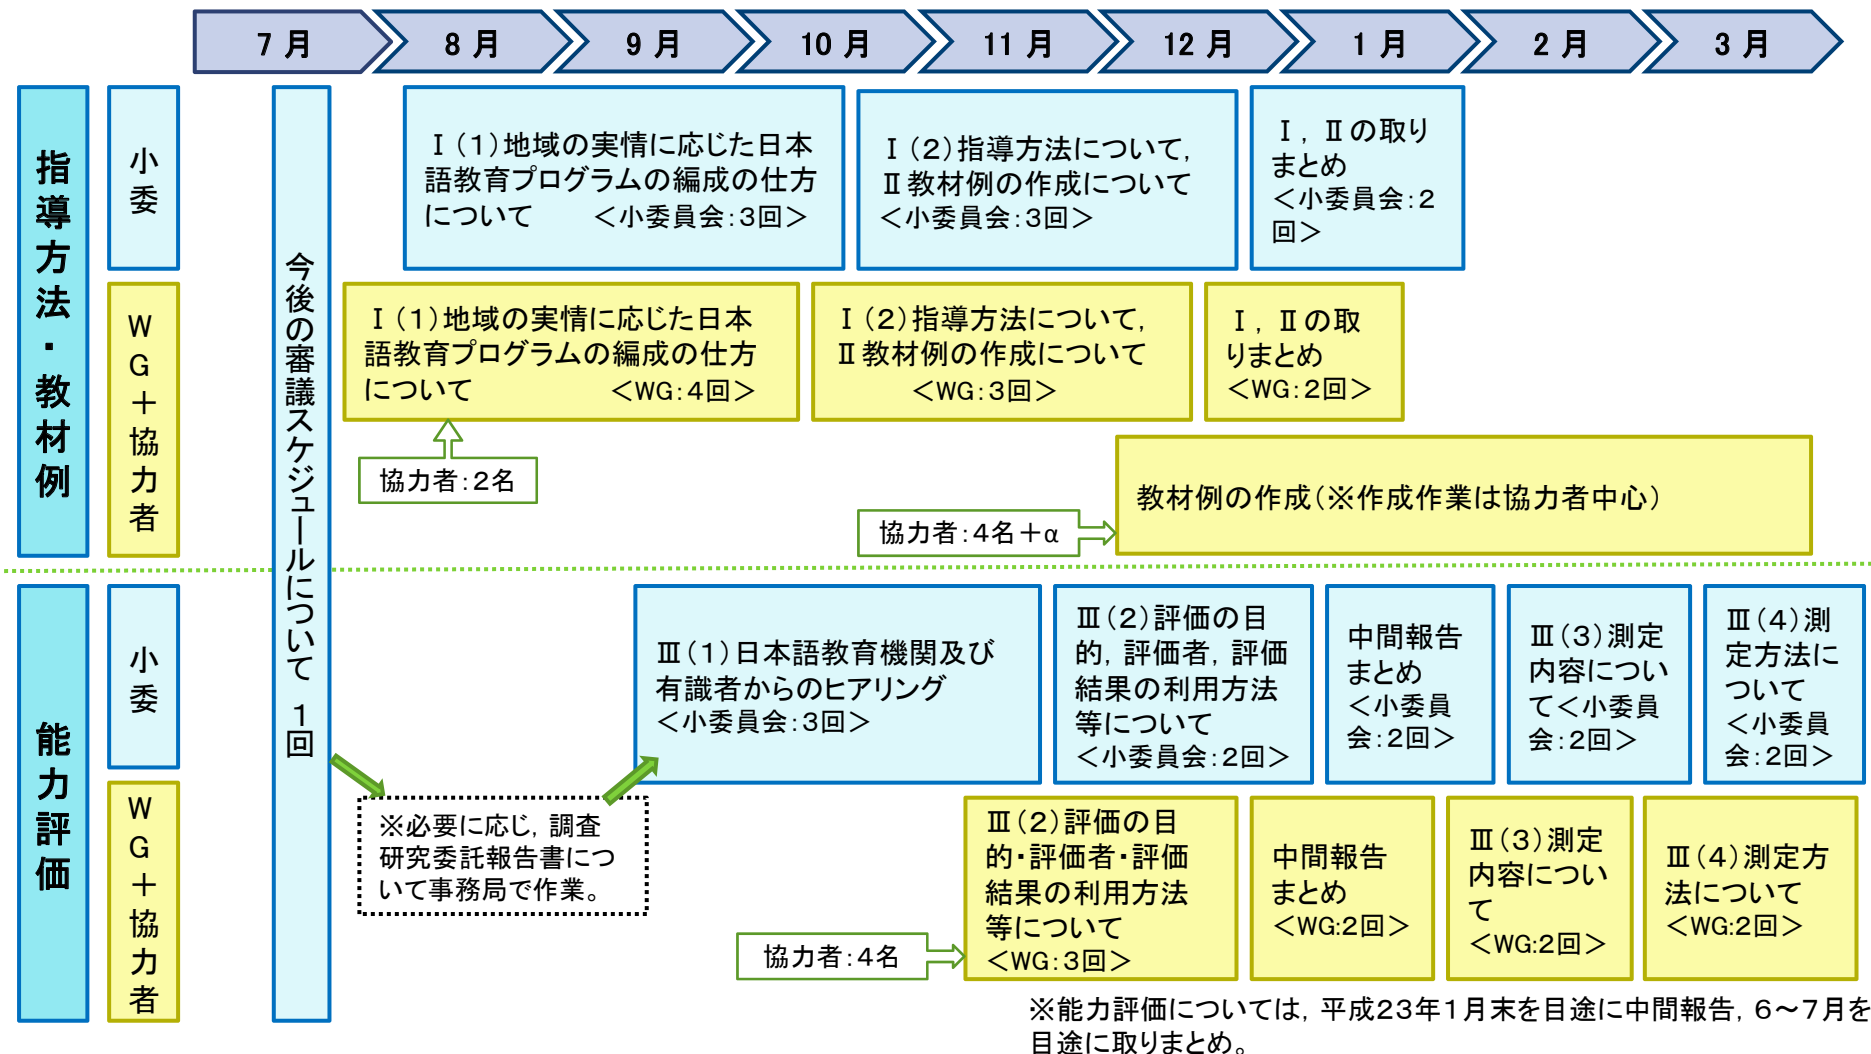 7月
8月
9月
10月
11月
12月
1月
2月
3月
指導方法・教材例
小委
Ⅰ(1)地域の実情に応じた日本
語教育プログラムの編成の仕方
について　＜小委員会:3回＞
Ⅰ(2)指導方法について,
Ⅱ教材例の作成について
＜小委員会:3回＞
Ⅰ,Ⅱの取り
まとめ
＜小委員会:2
回＞
今後の審議スケジュールについて　1回
WG＋協力者
Ⅰ(1)地域の実情に応じた日本
語教育プログラムの編成の仕方
について　＜WG:4回＞
Ⅰ(2)指導方法について,
Ⅱ教材例の作成について
＜WG:3回＞
Ⅰ,Ⅱの取
りまとめ
＜WG:2回＞
協力者:2名
教材例の作成(※作成作業は協力者中心)
協力者:4名＋α
能力評価
小委
Ⅲ(1)日本語教育機関及び
有識者からのヒアリング
＜小委員会:3回＞
Ⅲ(2)評価の目
的,評価者,評価
結果の利用方法
等について
＜小委員会:2回＞
中間報告
まとめ
＜小委員
会:2回＞
Ⅲ(3)測定
内容につい
て＜小委員
会:2回＞
Ⅲ(4)測
定方法に
ついて
＜小委員
会:2回＞
WG＋協力者
※必要に応じ,調査
研究委託報告書につ
いて事務局で作業。
Ⅲ(2)評価の目
的・評価者・評価
結果の利用方法
等について
＜WG:3回＞
中間報告
まとめ
＜WG:2回＞
Ⅲ(3)測定
内容につい
て
＜WG:2回＞
Ⅲ(4)測定方
法について
＜WG:2回＞
協力者:4名
※能力評価については,平成23年1月末を目途に中間報告,6～7月を
目途に取りまとめ。